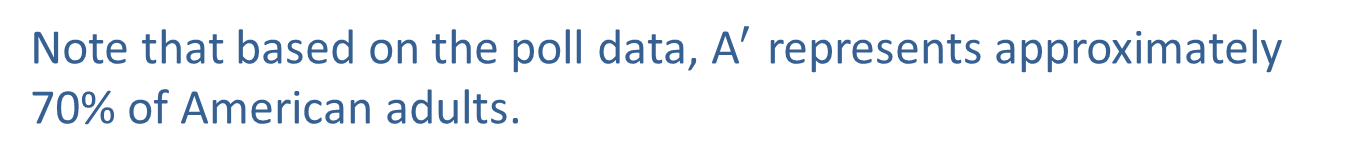 Note that based on the poll data, A′ represents approximately
70% of American adults.